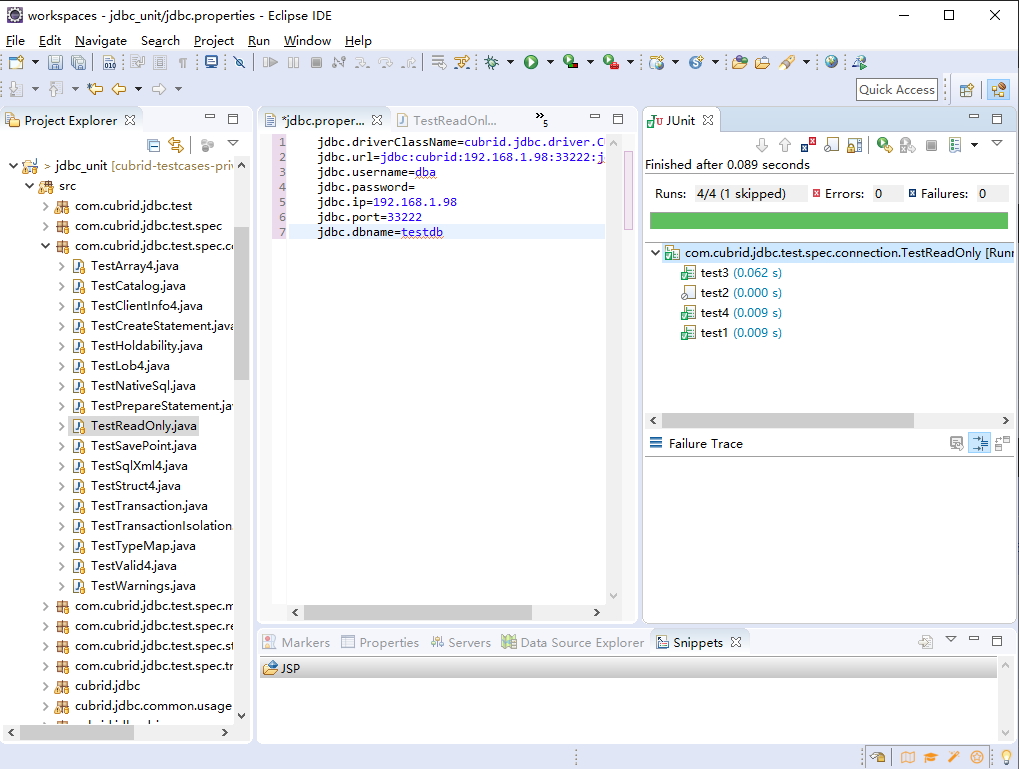 workspaces - jdbc_unit/jdbc.properties - Eclipse IDE
File Edit Navigate Search Project Run Window Help
Quick Access
Project Explorer
> jdbc_unit [cubrid-testcases-priv
src
com.cubrid.jdbc.test
com.cubrid.jdbc.test.spec
com.cubrid.jdbc.test.spec.co
TestArray4.java
TestCatalog.java
TestClientInfo4.java
TestCreateStatement.java
TestHoldability.java
TestLob4.java
TestNativeSql.java
TestPrepareStatement.jav
TestReadOnly.java
TestSavePoint.java
TestSqlXml4.java
TestStruct4.java
TestTransaction.java
TestTransactionIsolation.
TestTypeMap.java
TestValid4.java
TestWarnings.java
com.cubrid.jdbc.test.spec.m
com.cubrid.jdbc.test.spec.re
com.cubrid.jdbc.test.spec.st
com.cubrid.jdbc.test.spec.tr
cubrid.jdbc
cubrid.jdbc.common.usage
*jdbc.proper... TestReadOnl... »5
1 jdbc.driverClassName=cubrid.jdbc.driver.C
2 jdbc.url=jdbc:cubrid:192.168.1.98:33222:j
3 jdbc.username=dba
4 jdbc.password=
5 jdbc.ip=192.168.1.98
6 jdbc.port=33222
7 jdbc.dbname=testdb
JUnit
Finished after 0.089 seconds
Runs: 4/4 (1 skipped) Errors: 0 Failures: 0
com.cubrid.jdbc.test.spec.connection.TestReadOnly [Runn
test3 (0.062 s)
test2 (0.000 s)
test4 (0.009 s)
test1 (0.009 s)
Failure Trace
Markers Properties Servers Data Source Explorer Snippets
JSP